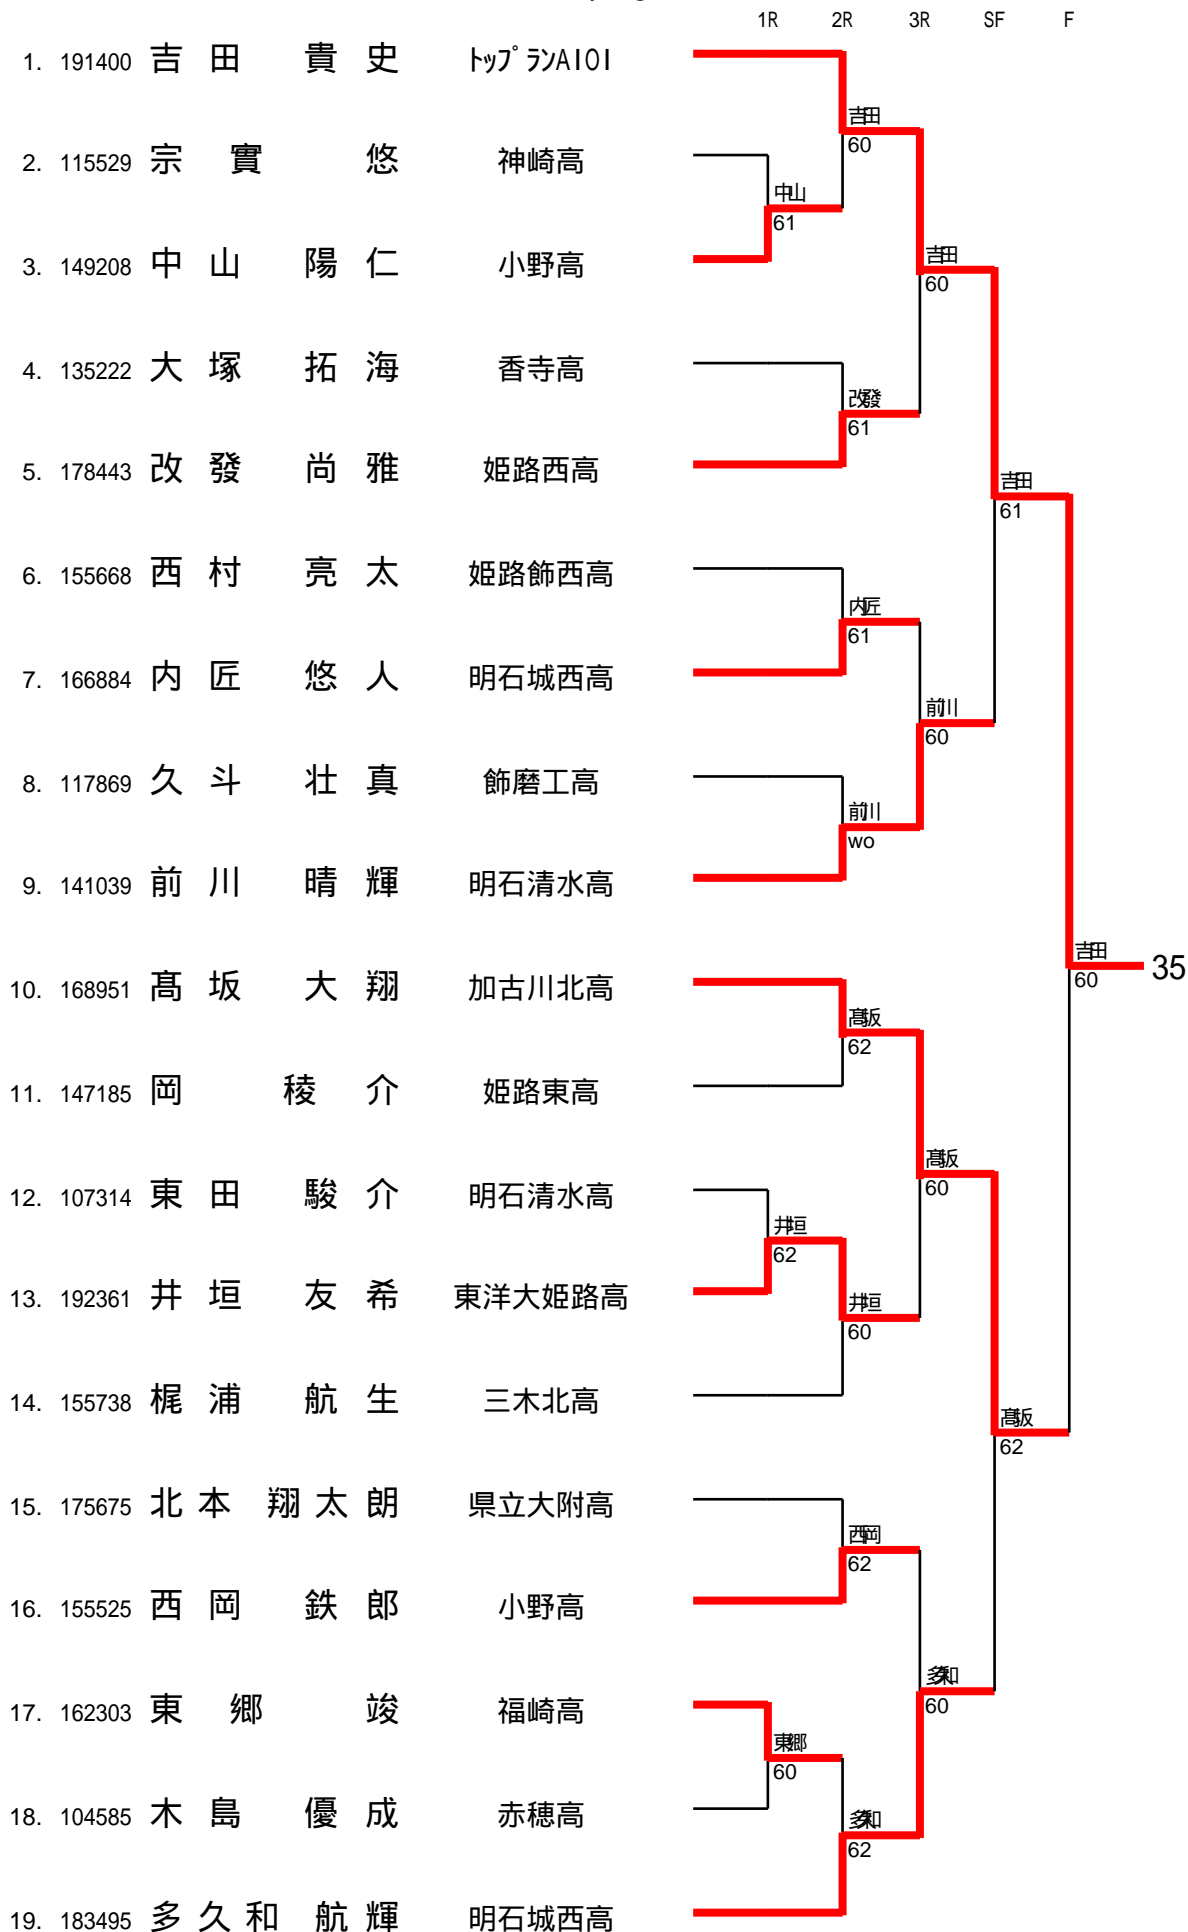 1R 2R 3R SF F
1. 191400 吉田 貴史 トップランAIOI
吉田
60
2. 115529 宗實 悠 神崎高
中山
61
3. 149208 中山 陽仁 小野高
吉田
60
4. 135222 大塚 拓海 香寺高
改發
61
5. 178443 改發 尚雅 姫路西高
吉田
61
6. 155668 西村 亮太 姫路飾西高
内匠
61
7. 166884 内匠 悠人 明石城西高
前川
60
8. 117869 久斗 壮真 飾磨工高
前川
wo
9. 141039 前川 晴輝 明石清水高
吉田
60
35
10. 168951 髙坂 大翔 加古川北高
髙坂
62
11. 147185 岡 稜介 姫路東高
髙坂
60
12. 107314 東田 駿介 明石清水高
井垣
62
13. 192361 井垣 友希 東洋大姫路高
井垣
60
14. 155738 梶浦 航生 三木北高
髙坂
62
15. 175675 北本 翔太朗 県立大附高
西岡
62
16. 155525 西岡 鉄郎 小野高
多久和
60
17. 162303 東郷 竣 福崎高
東郷
60
18. 104585 木島 優成 赤穂高
多久和
62
19. 183495 多久和 航輝 明石城西高